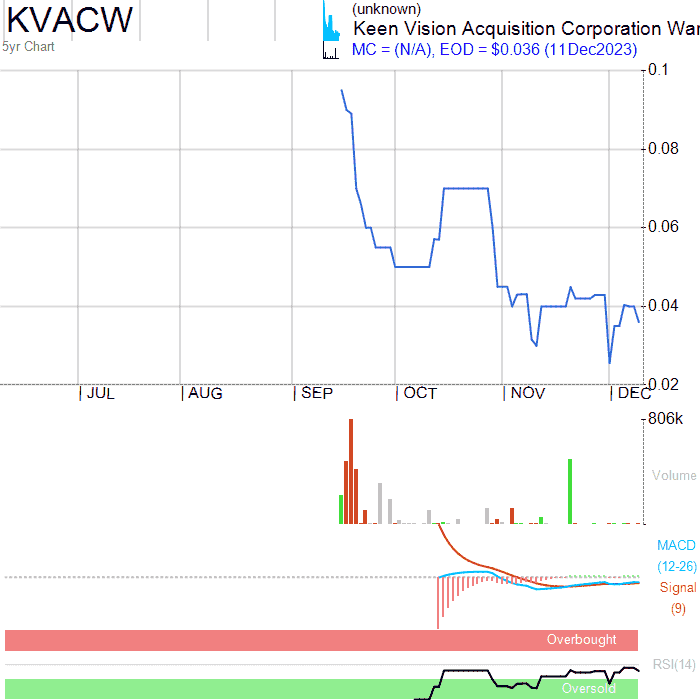 KVACW
(unknown)
Keen Vision Acquisition Corporation War
5yr Chart
MC = (N/A), EOD = $0.036 (11Dec2023)
0.1
0.08
0.06
0.04
0.02
JUL AUG SEP OCT NOV DEC
806k
Volume
MACD
(12-26)
Signal
(9)
Overbought
RSI(14)
Oversold